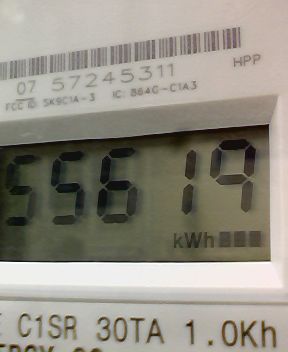 HPP
07 57245311
FCC ID: SK9C1A-3 IC: 864G-C1A3
55619
kWh
C1SR 30TA 1.0Kh